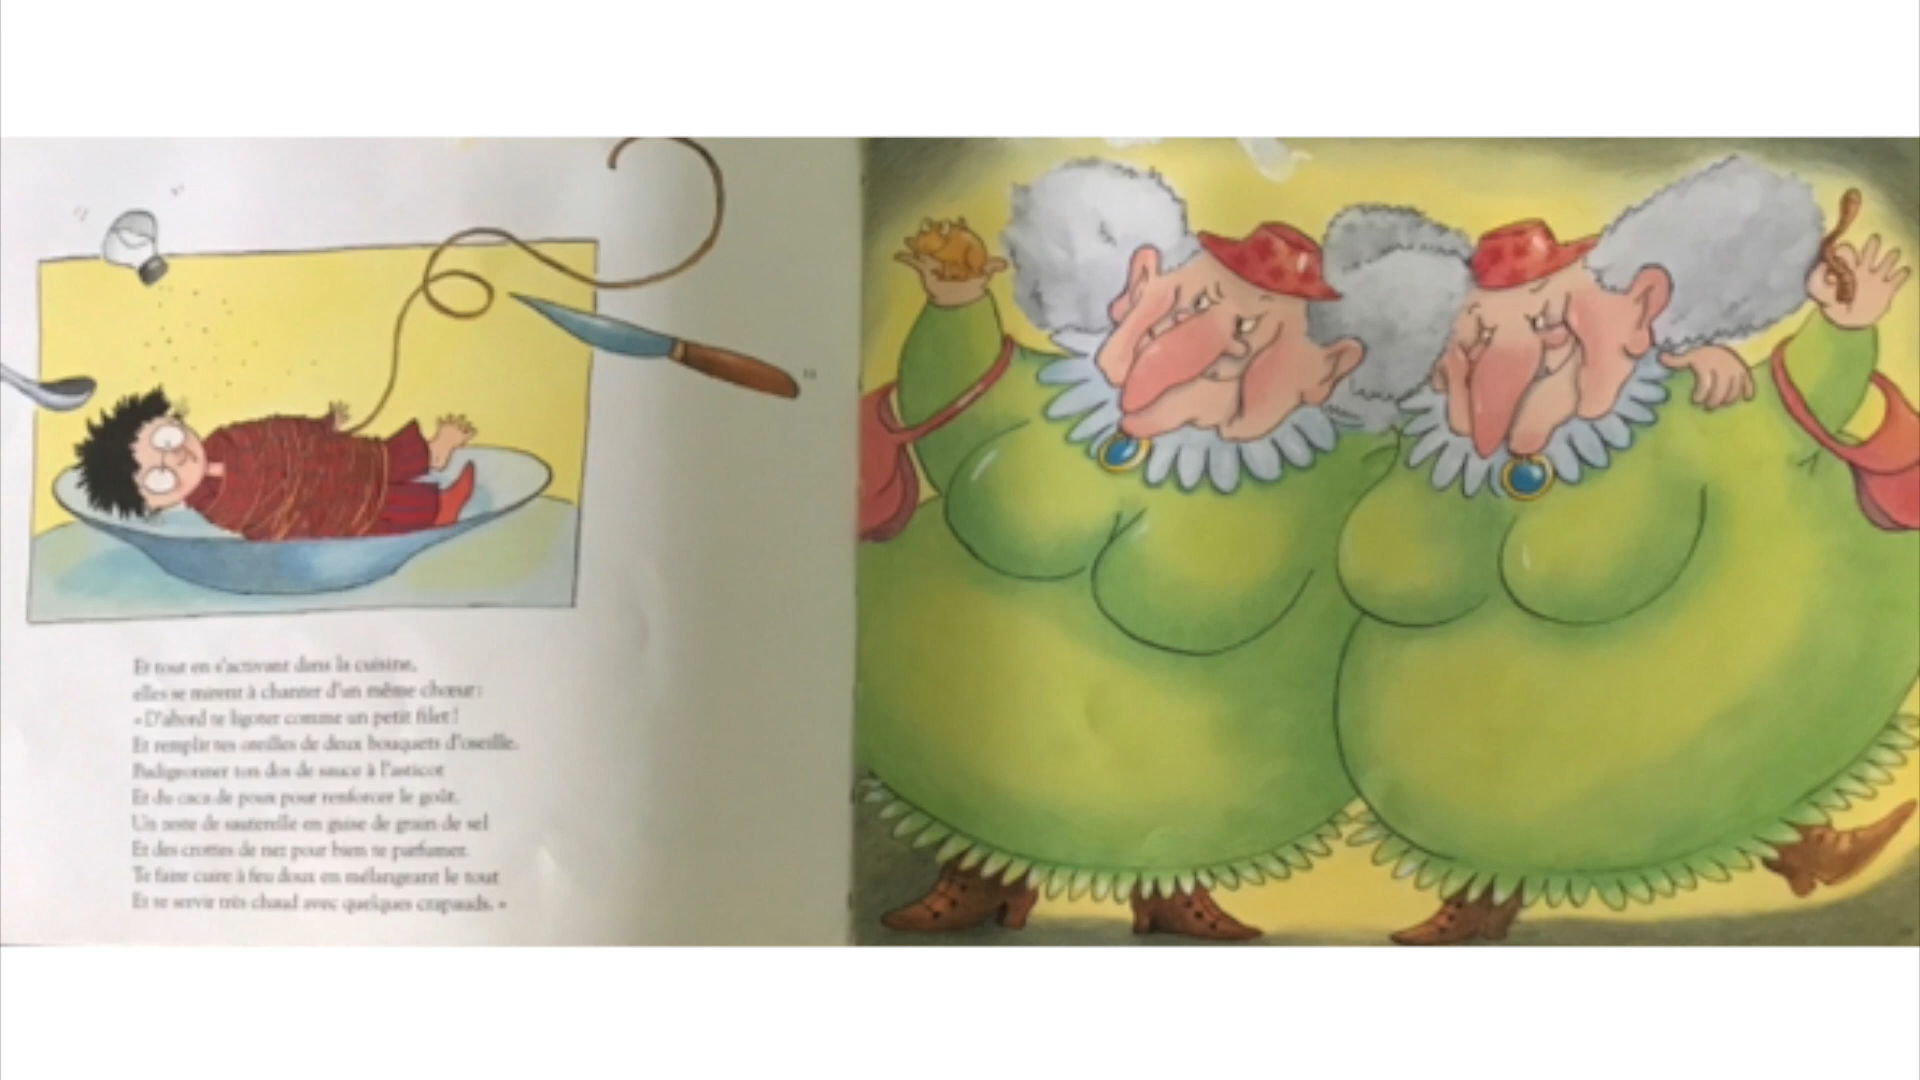 Et tout en s'activant dans la cuisine,
elles se mirent à chanter d'un même chœur :
« D'abord te ligoter comme un petit filet !
Et remplir tes oreilles de deux bouquets d'oseille.
Badigeonner ton dos de sauce à l'asticot
Et du caca de poux pour renforcer le goût.
Un zeste de sauterelle en guise de grain de sel
Et des crottes de nez pour bien te parfumer.
Te faire cuire à feu doux en mélangeant le tout
Et te servir très chaud avec quelques crapauds. »